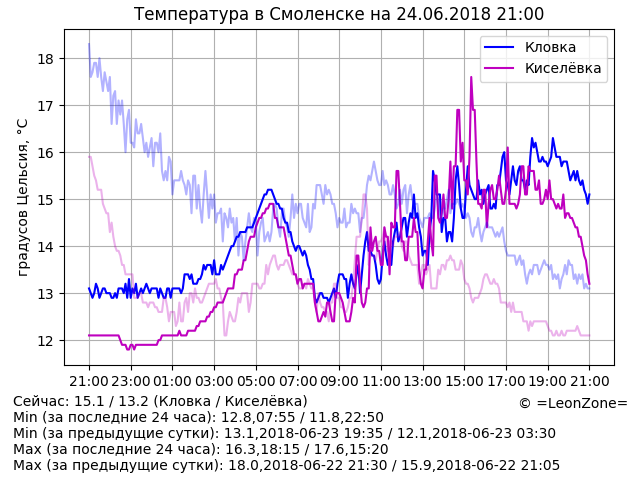 Температура в Смоленске на 24.06.2018 21:00
Кловка
Киселёвка
градусов Цельсия, °С
18
17
16
15
14
13
12
21:00 23:00 01:00 03:00 05:00 07:00 09:00 11:00 13:00 15:00 17:00 19:00 21:00
Сейчас: 15.1 / 13.2 (Кловка / Киселёвка)
© =LeonZone=
Min (за последние 24 часа): 12.8,07:55 / 11.8,22:50
Min (за предыдущие сутки): 13.1,2018-06-23 19:35 / 12.1,2018-06-23 03:30
Max (за последние 24 часа): 16.3,18:15 / 17.6,15:20
Max (за предыдущие сутки): 18.0,2018-06-22 21:30 / 15.9,2018-06-22 21:05